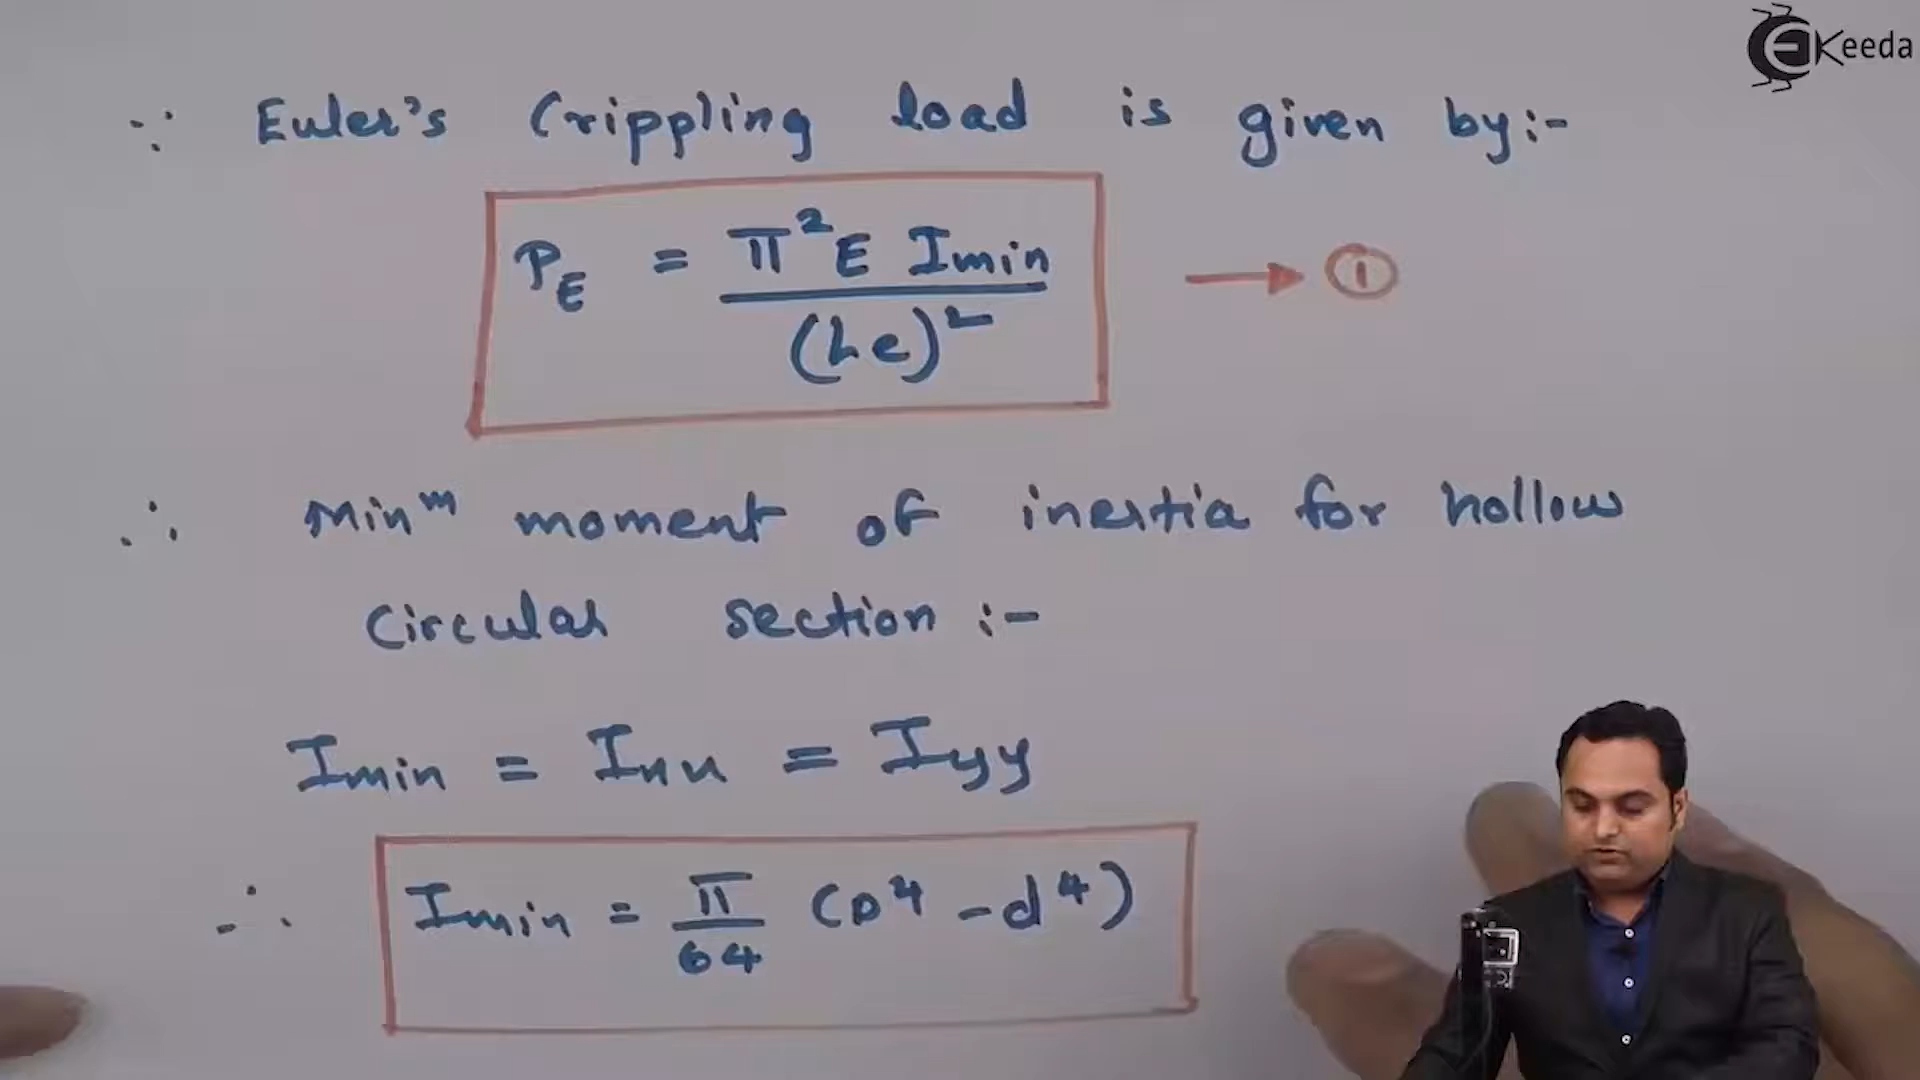 EKeeda
∵ Euler's Crippling load is given by:-
P_E = π² E Imin / (Le)² → ①
∴ Minᵐ moment of inertia for hollow
Circular section :-
Imin = Ixx = Iyy
∴ Imin = π/64 (D⁴ - d⁴)